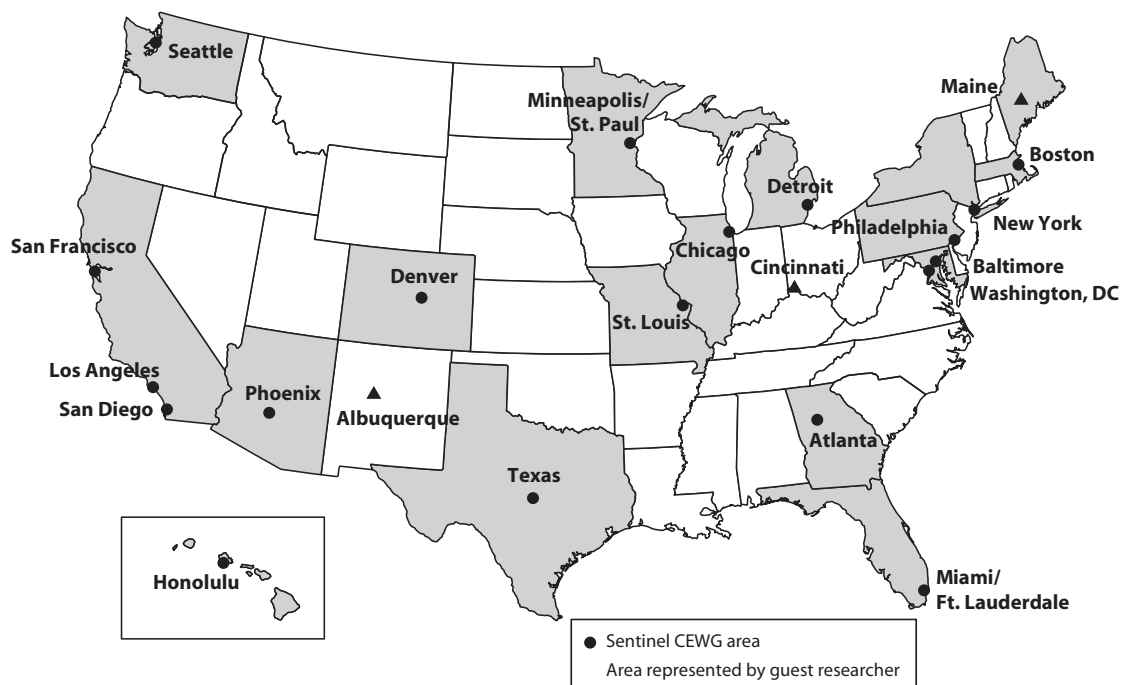 Seattle
Minneapolis/
St. Paul
Maine
Boston
Detroit
New York
Philadelphia
San Francisco
Chicago
Cincinnati
Baltimore
Washington, DC
Denver
St. Louis
Los Angeles
San Diego
Phoenix
Albuquerque
Atlanta
Texas
Honolulu
Miami/
Ft. Lauderdale
Sentinel CEWG area
Area represented by guest researcher